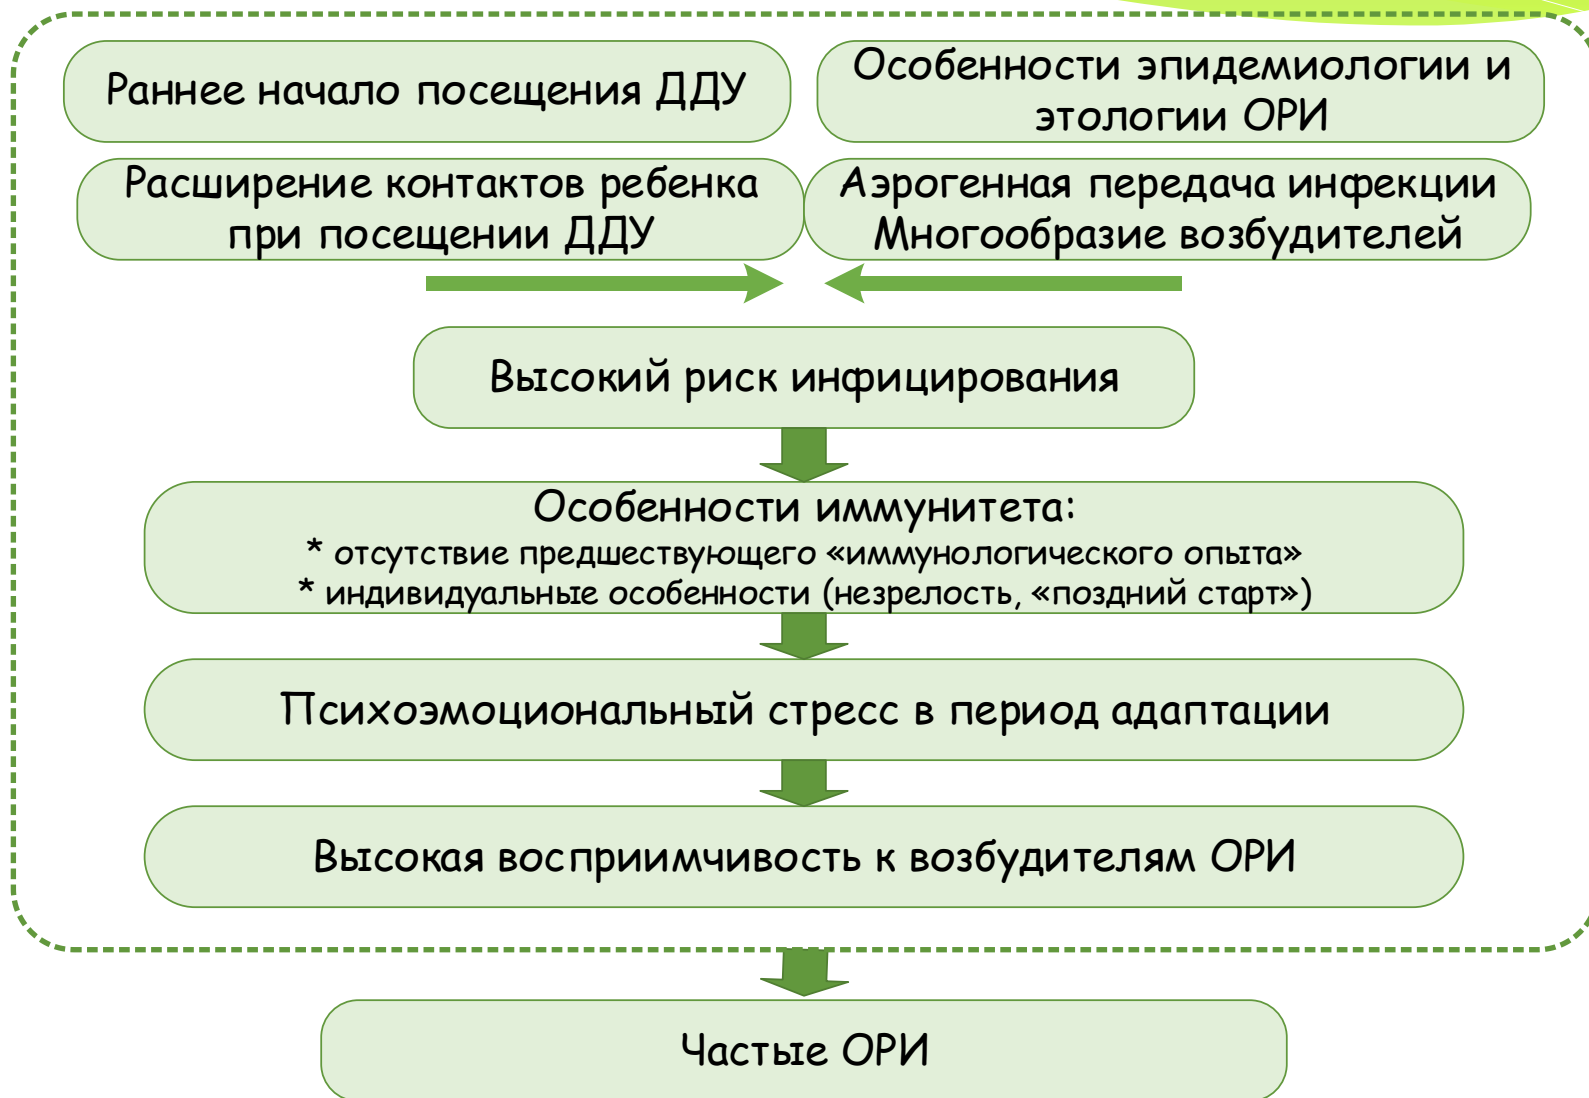 Раннее начало посещения ДДУ
Особенности эпидемиологии и
этологии ОРИ
Расширение контактов ребенка
при посещении ДДУ
Аэрогенная передача инфекции
Многообразие возбудителей
Высокий риск инфицирования
Особенности иммунитета:
* отсутствие предшествующего «иммунологического опыта»
* индивидуальные особенности (незрелость, «поздний старт»)
Психоэмоциональный стресс в период адаптации
Высокая восприимчивость к возбудителям ОРИ
Частые ОРИ